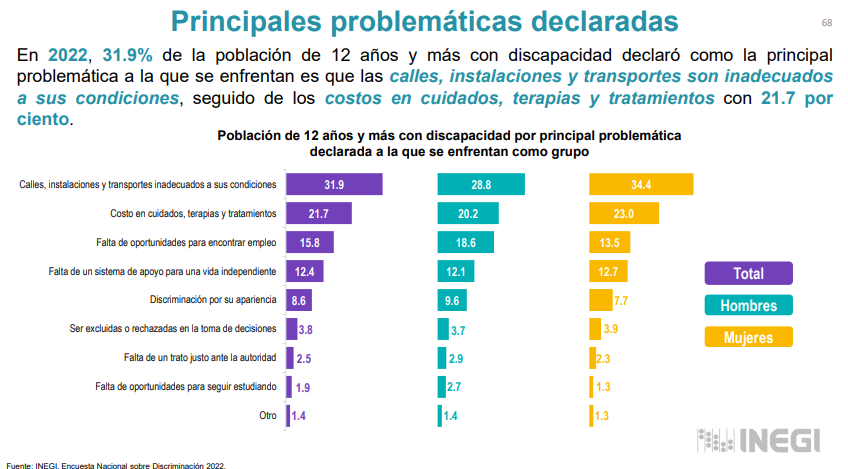 Principales problemáticas declaradas
68
En 2022, 31.9% de la población de 12 años y más con discapacidad declaró como la principal
problemática a la que se enfrentan es que las calles, instalaciones y transportes son inadecuados
a sus condiciones, seguido de los costos en cuidados, terapias y tratamientos con 21.7 por
ciento.
Población de 12 años y más con discapacidad por principal problemática
declarada a la que se enfrentan como grupo
Calles, instalaciones y transportes inadecuados a sus condiciones 31.9 28.8 34.4
Costo en cuidados, terapias y tratamientos 21.7 20.2 23.0
Falta de oportunidades para encontrar empleo 15.8 18.6 13.5
Falta de un sistema de apoyo para una vida independiente 12.4 12.1 12.7
Discriminación por su apariencia 8.6 9.6 7.7
Ser excluidas o rechazadas en la toma de decisiones 3.8 3.7 3.9
Falta de un trato justo ante la autoridad 2.5 2.9 2.3
Falta de oportunidades para seguir estudiando 1.9 2.7 1.3
Otro 1.4 1.4 1.3
Total
Hombres
Mujeres
INEGI
Fuente: INEGI. Encuesta Nacional sobre Discriminación 2022.